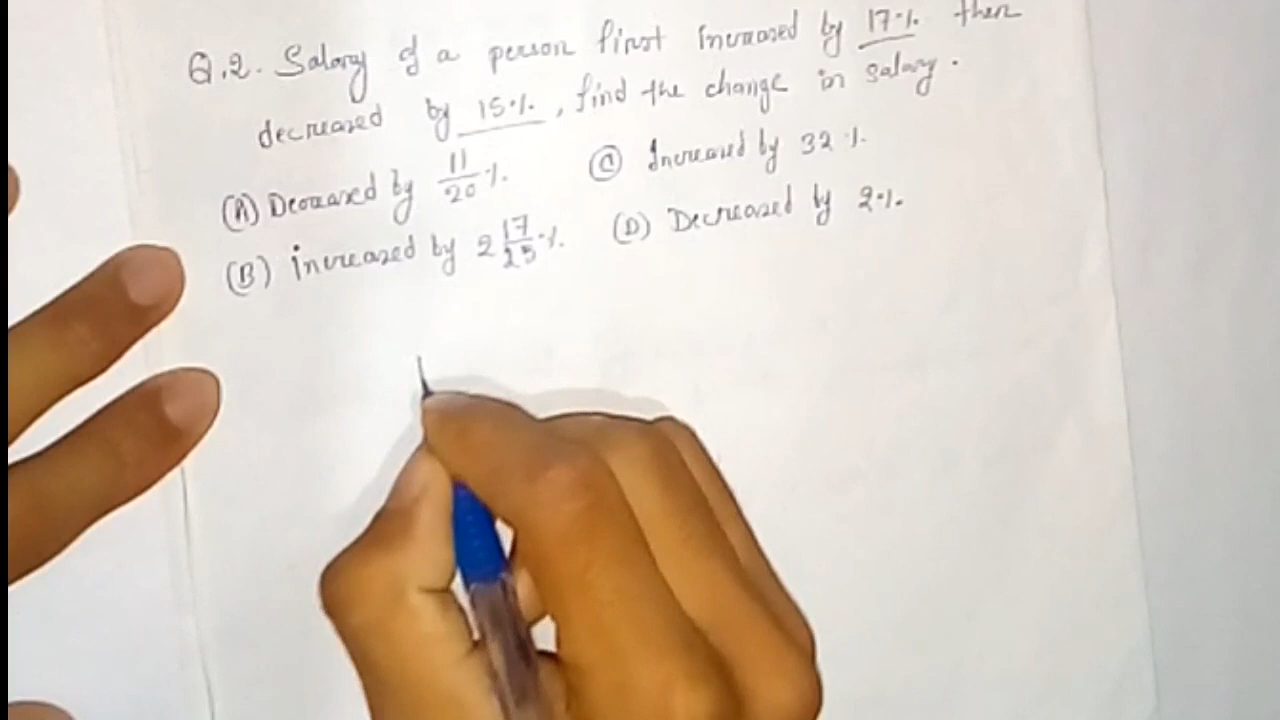 Q.2. Salary of a person first increased by 17% then
decreased by 15%, find the change in salary.
(A) Decreased by 11/20 %. (C) Increased by 32%.
(B) increased by 2 17/25 %. (D) Decreased by 2%.